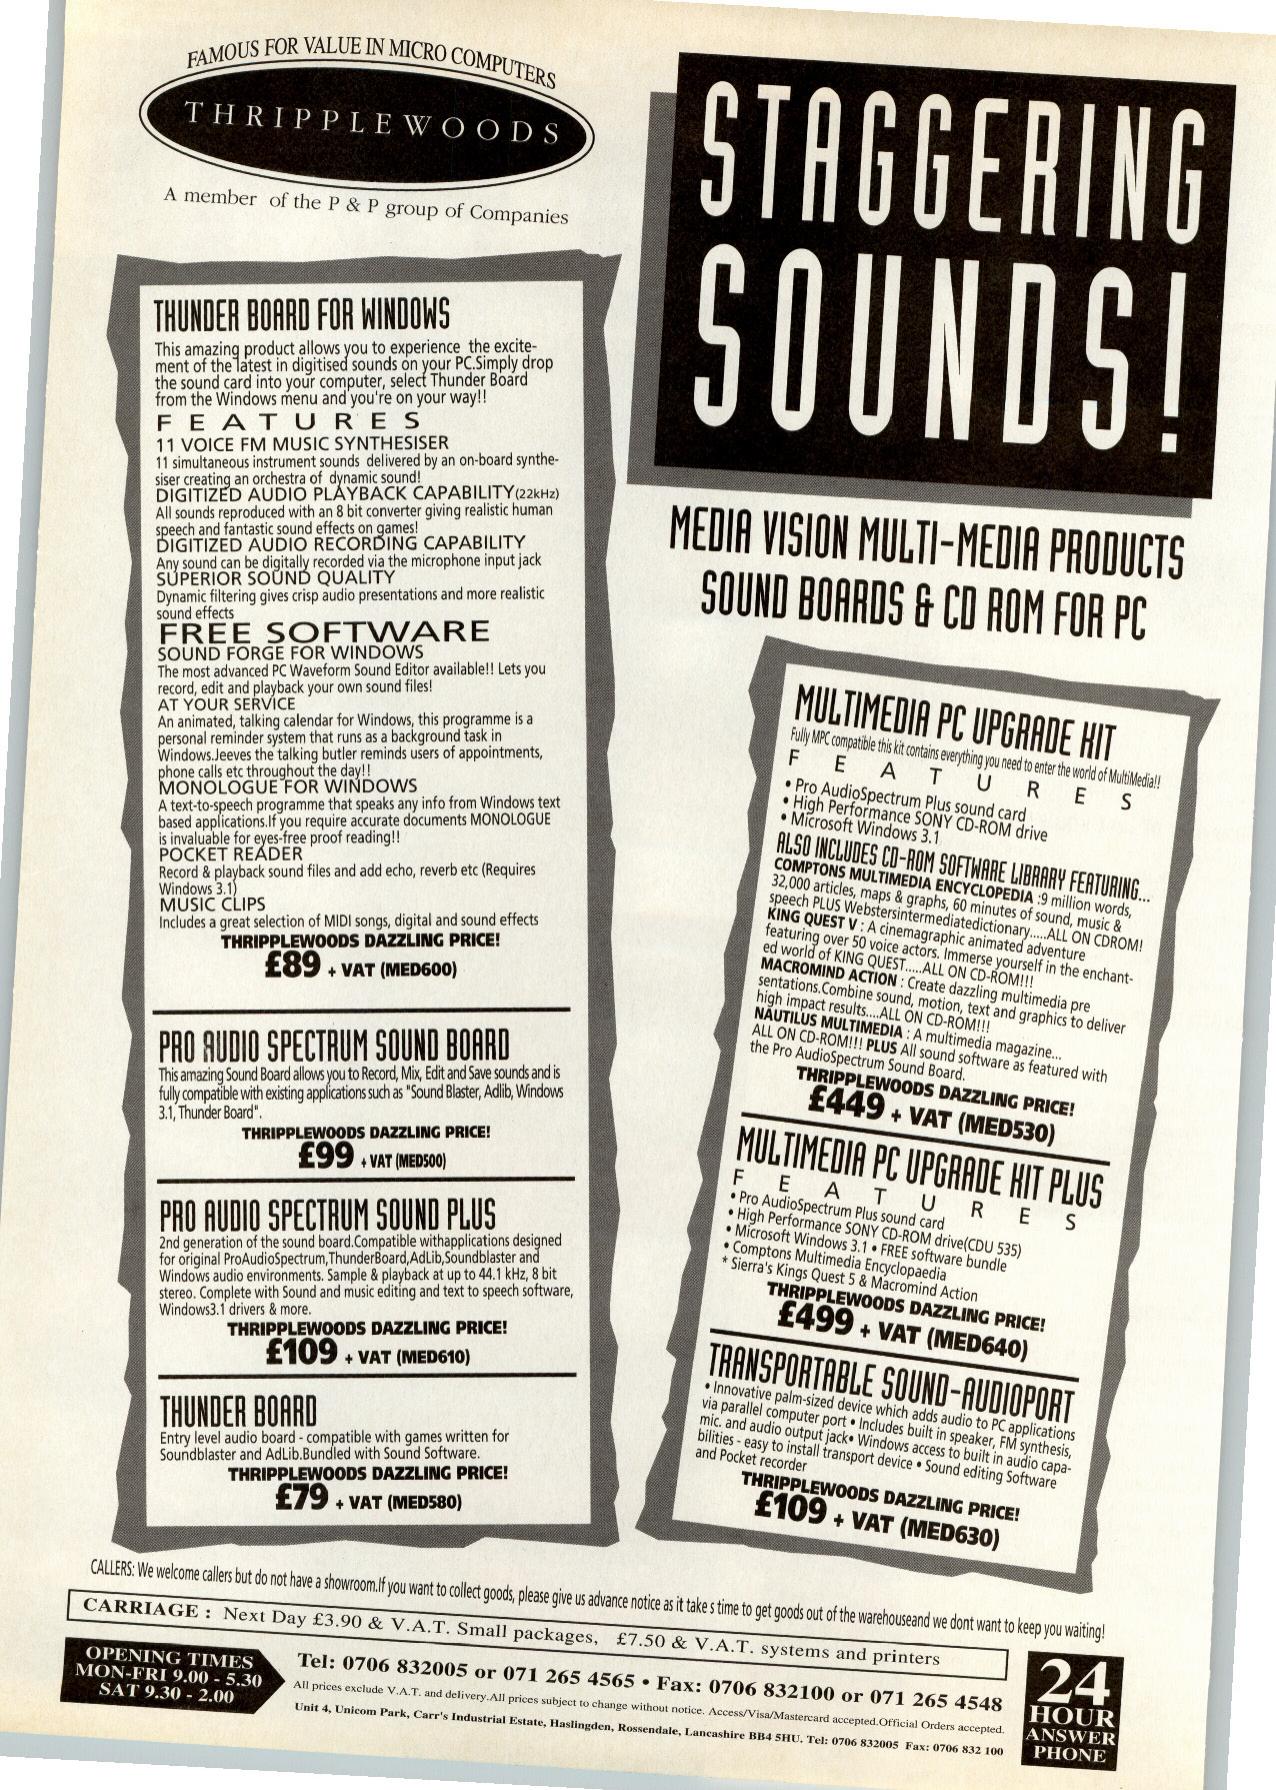 FAMOUS FOR VALUE IN MICRO COMPUTERS
THRIPPLEWOODS
A member of the P & P group of Companies
STAGGERING
SOUNDS!
MEDIA VISION MULTI-MEDIA PRODUCTS
SOUND BOARDS & CD ROM FOR PC
THUNDER BOARD FOR WINDOWS
This amazing product allows you to experience the excite-
ment of the latest in digitised sounds on your PC.Simply drop
the sound card into your computer, select Thunder Board
from the Windows menu and you're on your way!!
FEATURES
11 VOICE FM MUSIC SYNTHESISER
11 simultaneous instrument sounds delivered by an on-board synthe-
siser creating an orchestra of dynamic sound!
DIGITIZED AUDIO PLAYBACK CAPABILITY(22kHz)
All sounds reproduced with an 8 bit converter giving realistic human
speech and fantastic sound effects on games!
DIGITIZED AUDIO RECORDING CAPABILITY
Any sound can be digitally recorded via the microphone input jack
SUPERIOR SOUND QUALITY
Dynamic filtering gives crisp audio presentations and more realistic
sound effects
FREE SOFTWARE
SOUND FORGE FOR WINDOWS
The most advanced PC Waveform Sound Editor available!! Lets you
record, edit and playback your own sound files!
AT YOUR SERVICE
An animated, talking calendar for Windows, this programme is a
personal reminder system that runs as a background task in
Windows.Jeeves the talking butler reminds users of appointments,
phone calls etc throughout the day!!
MONOLOGUE FOR WINDOWS
A text-to-speech programme that speaks any info from Windows text
based applications.If you require accurate documents MONOLOGUE
is invaluable for eyes-free proof reading!!
POCKET READER
Record & playback sound files and add echo, reverb etc (Requires
Windows 3.1)
MUSIC CLIPS
Includes a great selection of MIDI songs, digital and sound effects
THRIPPLEWOODS DAZZLING PRICE!
£89 + VAT (MED600)
PRO AUDIO SPECTRUM SOUND BOARD
This amazing Sound Board allows you to Record, Mix, Edit and Save sounds and is
fully compatible with existing applications such as "Sound Blaster, Adlib, Windows
3.1, Thunder Board".
THRIPPLEWOODS DAZZLING PRICE!
£99 + VAT (MED500)
PRO AUDIO SPECTRUM SOUND PLUS
2nd generation of the sound board.Compatible withapplications designed
for original ProAudioSpectrum,ThunderBoard,AdLib,Soundblaster and
Windows audio environments. Sample & playback at up to 44.1 kHz, 8 bit
stereo. Complete with Sound and music editing and text to speech software,
Windows3.1 drivers & more.
THRIPPLEWOODS DAZZLING PRICE!
£109 + VAT (MED610)
THUNDER BOARD
Entry level audio board - compatible with games written for
Soundblaster and AdLib.Bundled with Sound Software.
THRIPPLEWOODS DAZZLING PRICE!
£79 + VAT (MED580)
MULTIMEDIA PC UPGRADE KIT
Fully MPC compatible this kit contains everything you need to enter the world of MultiMedia!!
FEATURES
• Pro AudioSpectrum Plus sound card
• High Performance SONY CD-ROM drive
• Microsoft Windows 3.1
ALSO INCLUDES CD-ROM SOFTWARE LIBRARY FEATURING...
COMPTONS MULTIMEDIA ENCYCLOPEDIA :9 million words,
32,000 articles, maps & graphs, 60 minutes of sound, music &
speech PLUS Webstersintermediatedictionary.....ALL ON CDROM!
KING QUEST V : A cinemagraphic animated adventure
featuring over 50 voice actors. Immerse yourself in the enchant-
ed world of KING QUEST.....ALL ON CD-ROM!!!
MACROMIND ACTION : Create dazzling multimedia pre
sentations.Combine sound, motion, text and graphics to deliver
high impact results....ALL ON CD-ROM!!!
NAUTILUS MULTIMEDIA : A multimedia magazine...
ALL ON CD-ROM!!! PLUS All sound software as featured with
the Pro AudioSpectrum Sound Board.
THRIPPLEWOODS DAZZLING PRICE!
£449 + VAT (MED530)
MULTIMEDIA PC UPGRADE KIT PLUS
FEATURES
• Pro AudioSpectrum Plus sound card
• High Performance SONY CD-ROM drive(CDU 535)
• Microsoft Windows 3.1 • FREE software bundle
• Comptons Multimedia Encyclopaedia
* Sierra's Kings Quest 5 & Macromind Action
THRIPPLEWOODS DAZZLING PRICE!
£499 + VAT (MED640)
TRANSPORTABLE SOUND-AUDIOPORT
• Innovative palm-sized device which adds audio to PC applications
via parallel computer port • Includes built in speaker, FM synthesis,
mic. and audio output jack• Windows access to built in audio capa-
bilities - easy to install transport device • Sound editing Software
and Pocket recorder
THRIPPLEWOODS DAZZLING PRICE!
£109 + VAT (MED630)
CALLERS: We welcome callers but do not have a showroom.If you want to collect goods, please give us advance notice as it take s time to get goods out of the warehouseand we dont want to keep you waiting!
CARRIAGE : Next Day £3.90 & V.A.T. Small packages, £7.50 & V.A.T. systems and printers
OPENING TIMES
MON-FRI 9.00 - 5.30
SAT 9.30 - 2.00
Tel: 0706 832005 or 071 265 4565 • Fax: 0706 832100 or 071 265 4548
All prices exclude V.A.T. and delivery.All prices subject to change without notice. Access/Visa/Mastercard accepted.Official Orders accepted.
Unit 4, Unicom Park, Carr's Industrial Estate, Haslingden, Rossendale, Lancashire BB4 5HU. Tel: 0706 832005 Fax: 0706 832 100
24
HOUR
ANSWER
PHONE